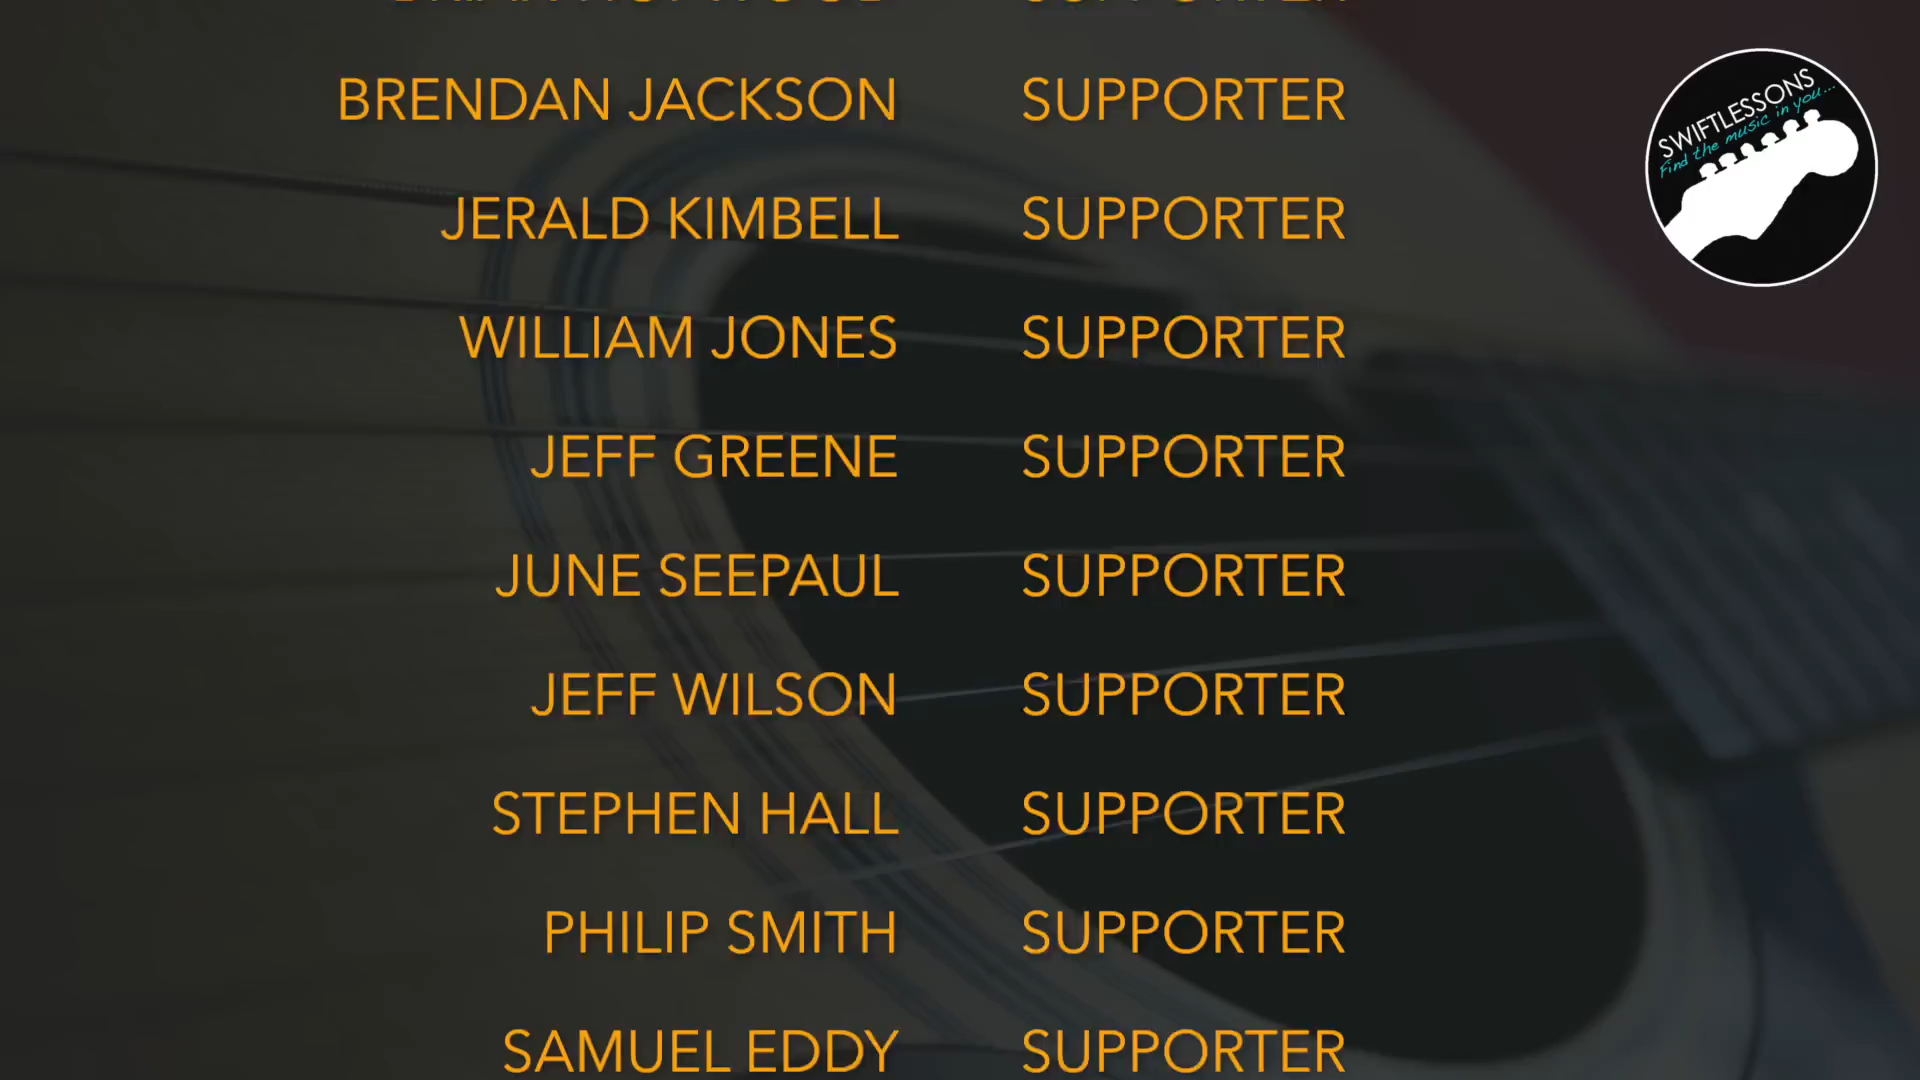 BRENDAN JACKSON SUPPORTER
JERALD KIMBELL SUPPORTER
WILLIAM JONES SUPPORTER
JEFF GREENE SUPPORTER
JUNE SEEPAUL SUPPORTER
JEFF WILSON SUPPORTER
STEPHEN HALL SUPPORTER
PHILIP SMITH SUPPORTER
SAMUEL EDDY SUPPORTER
SWIFTLESSONS
Find the music in you...